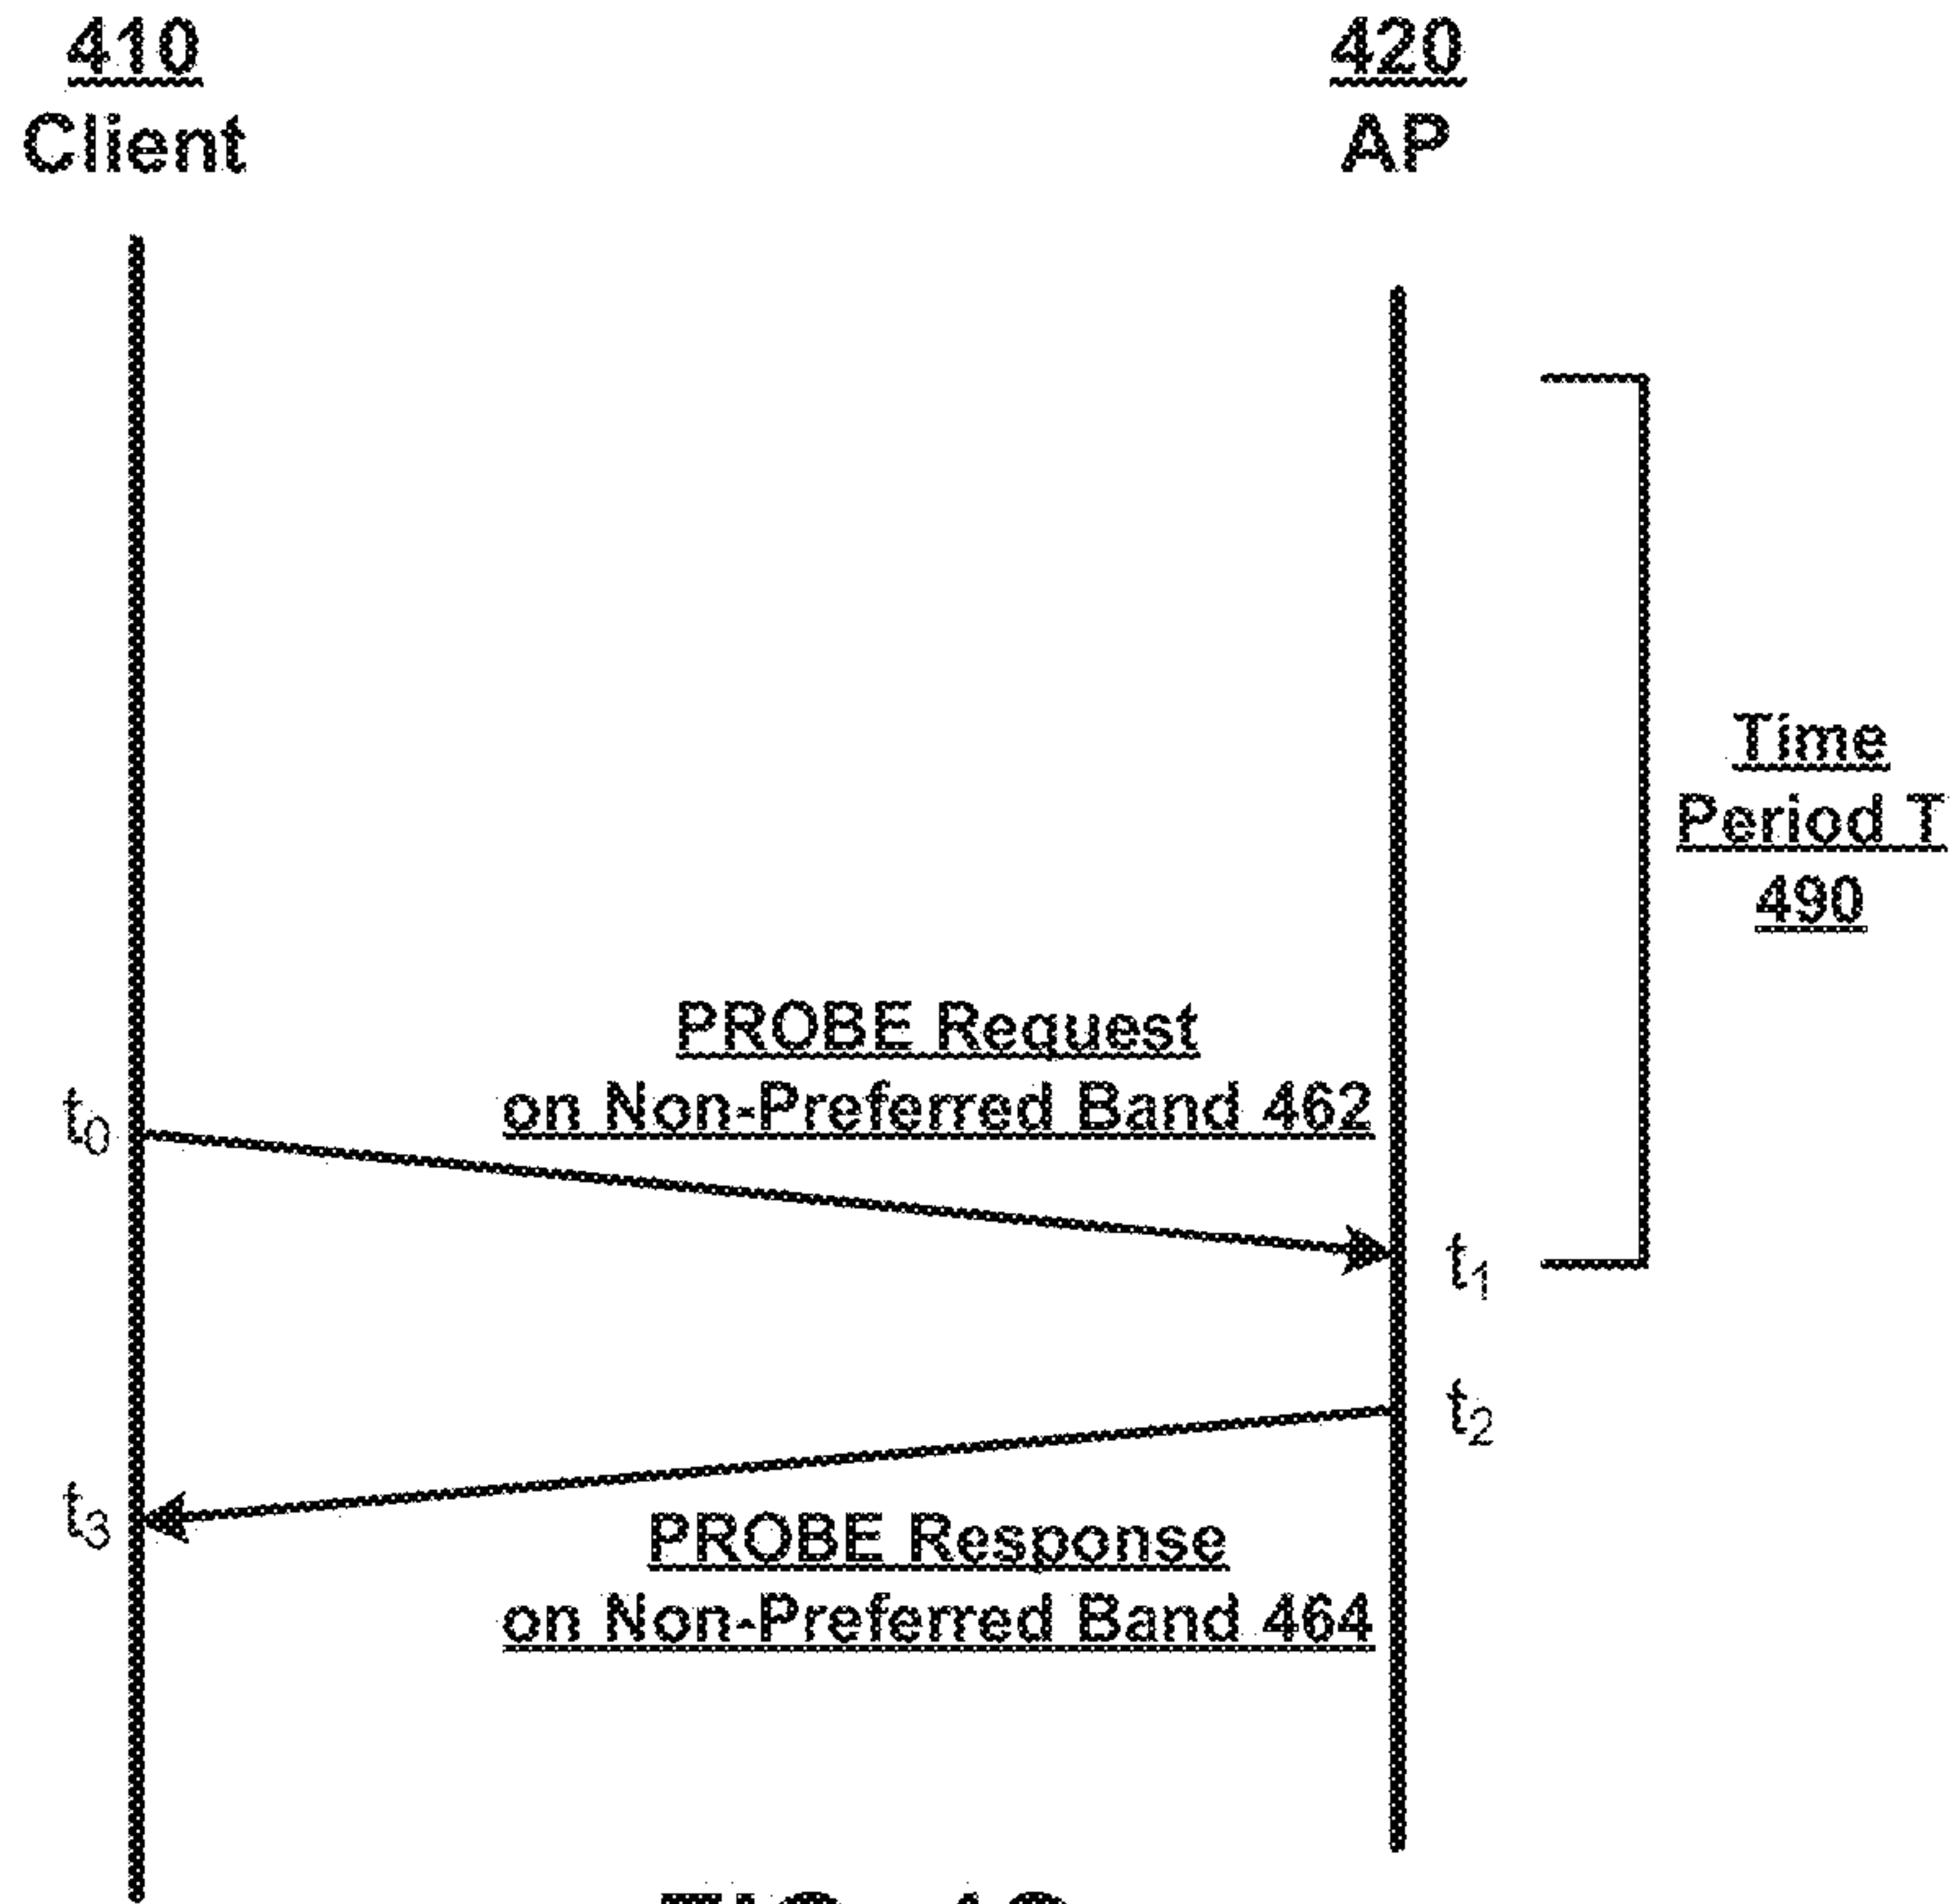 410
Client
420
AP
Time
Period T
490
PROBE Request
on Non-Preferred Band 462
t0
t1
t2
t3
PROBE Response
on Non-Preferred Band 464